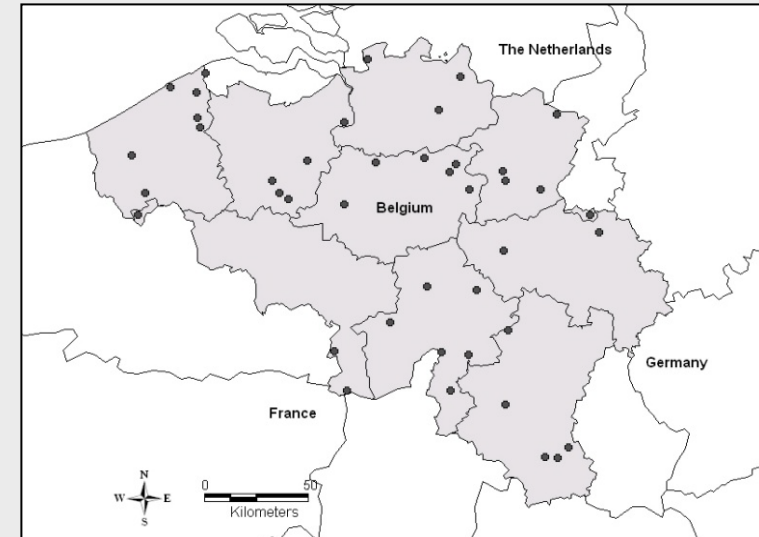 The Netherlands
Belgium
Germany
France
N
W E
S
0 50
Kilometers